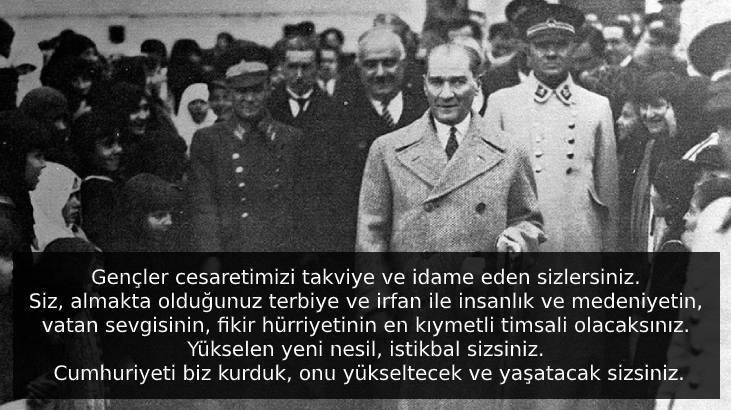 Gençler cesaretimizi takviye ve idame eden sizlersiniz.
Siz, almakta olduğunuz terbiye ve irfan ile insanlık ve medeniyetin,
vatan sevgisinin, fikir hürriyetinin en kıymetli timsali olacaksınız.
Yükselen yeni nesil, istikbal sizsiniz.
Cumhuriyeti biz kurduk, onu yükseltecek ve yaşatacak sizsiniz.